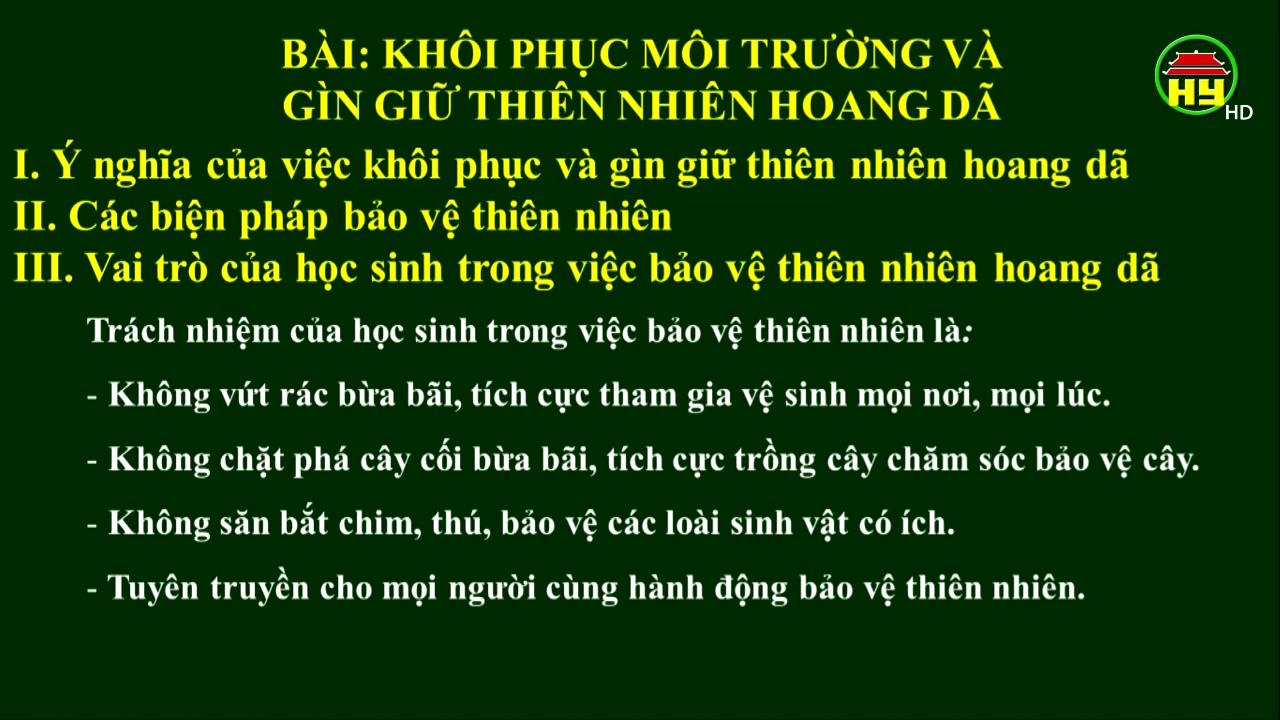 BÀI: KHÔI PHỤC MÔI TRƯỜNG VÀ
GÌN GIỮ THIÊN NHIÊN HOANG DÃ
HY
HD
I. Ý nghĩa của việc khôi phục và gìn giữ thiên nhiên hoang dã
II. Các biện pháp bảo vệ thiên nhiên
III. Vai trò của học sinh trong việc bảo vệ thiên nhiên hoang dã
Trách nhiệm của học sinh trong việc bảo vệ thiên nhiên là:
- Không vứt rác bừa bãi, tích cực tham gia vệ sinh mọi nơi, mọi lúc.
- Không chặt phá cây cối bừa bãi, tích cực trồng cây chăm sóc bảo vệ cây.
- Không săn bắt chim, thú, bảo vệ các loài sinh vật có ích.
- Tuyên truyền cho mọi người cùng hành động bảo vệ thiên nhiên.